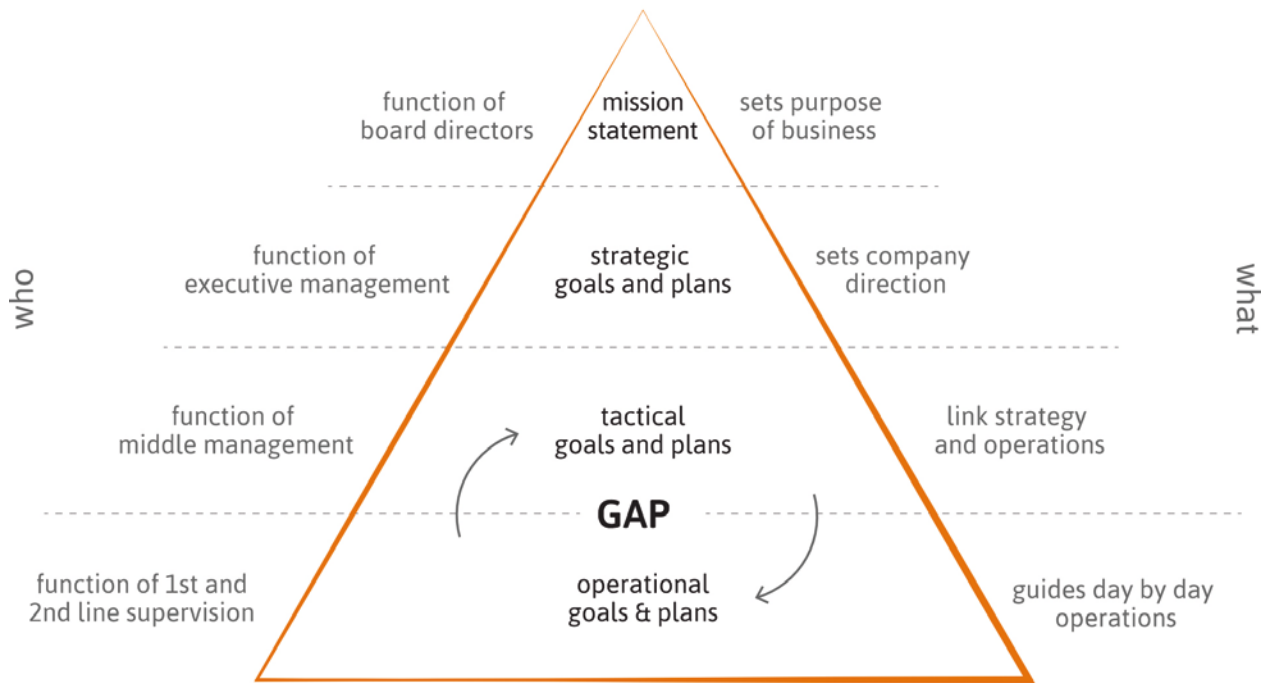 function of
board directors
mission
statement
sets purpose
of business
who
function of
executive management
strategic
goals and plans
sets company
direction
what
function of
middle management
tactical
goals and plans
link strategy
and operations
GAP
function of 1st and
2nd line supervision
operational
goals & plans
guides day by day
operations